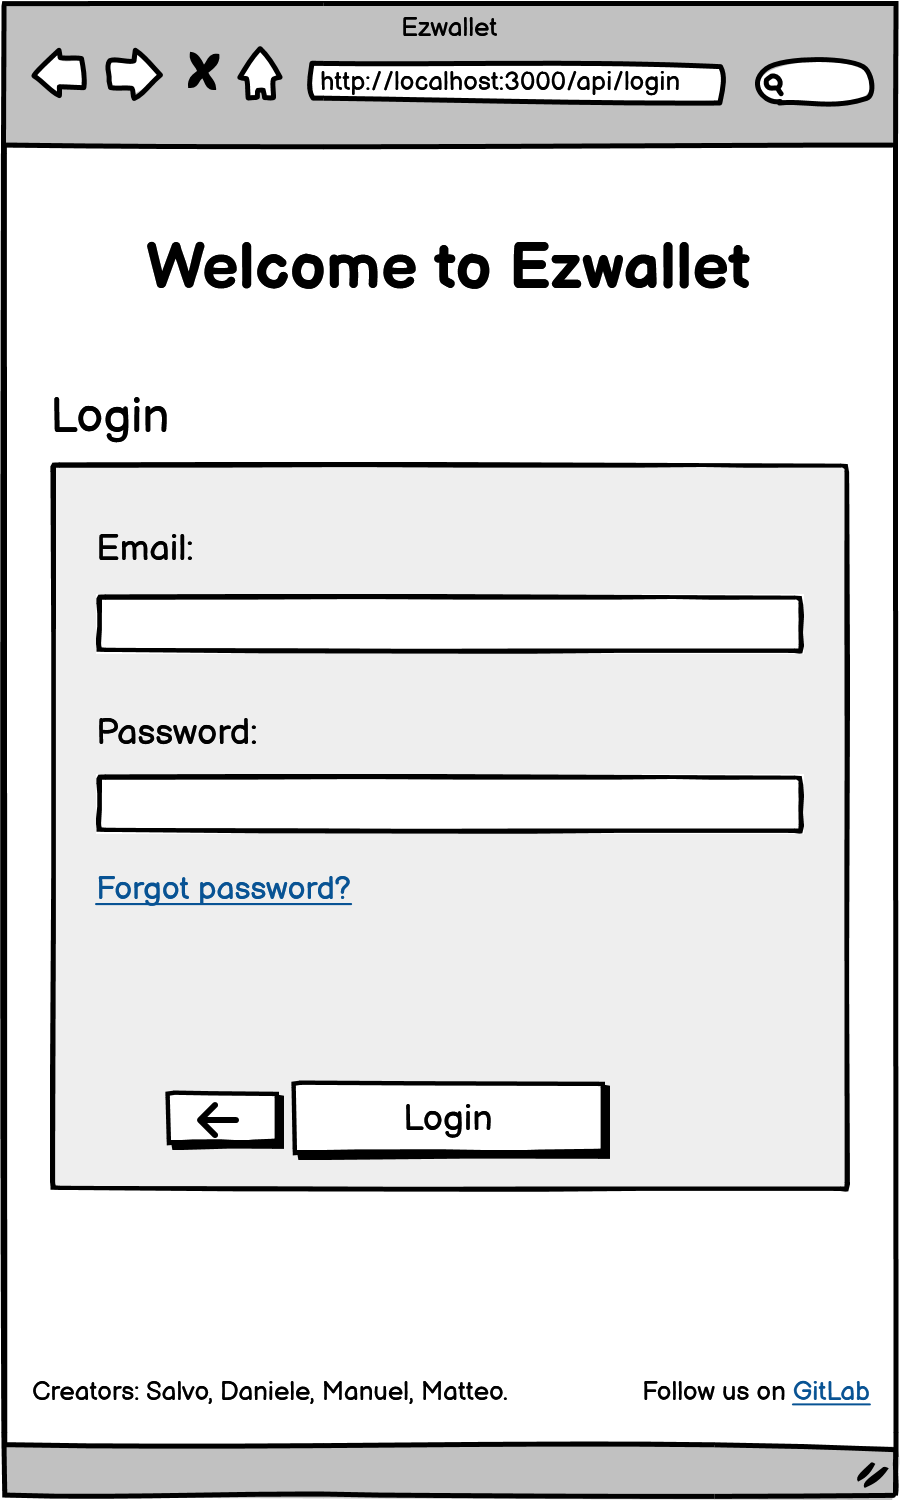 Ezwallet
http://localhost:3000/api/login
Welcome to Ezwallet
Login
Email:
Password:
Forgot password?
Login
Creators: Salvo, Daniele, Manuel, Matteo.
Follow us on GitLab